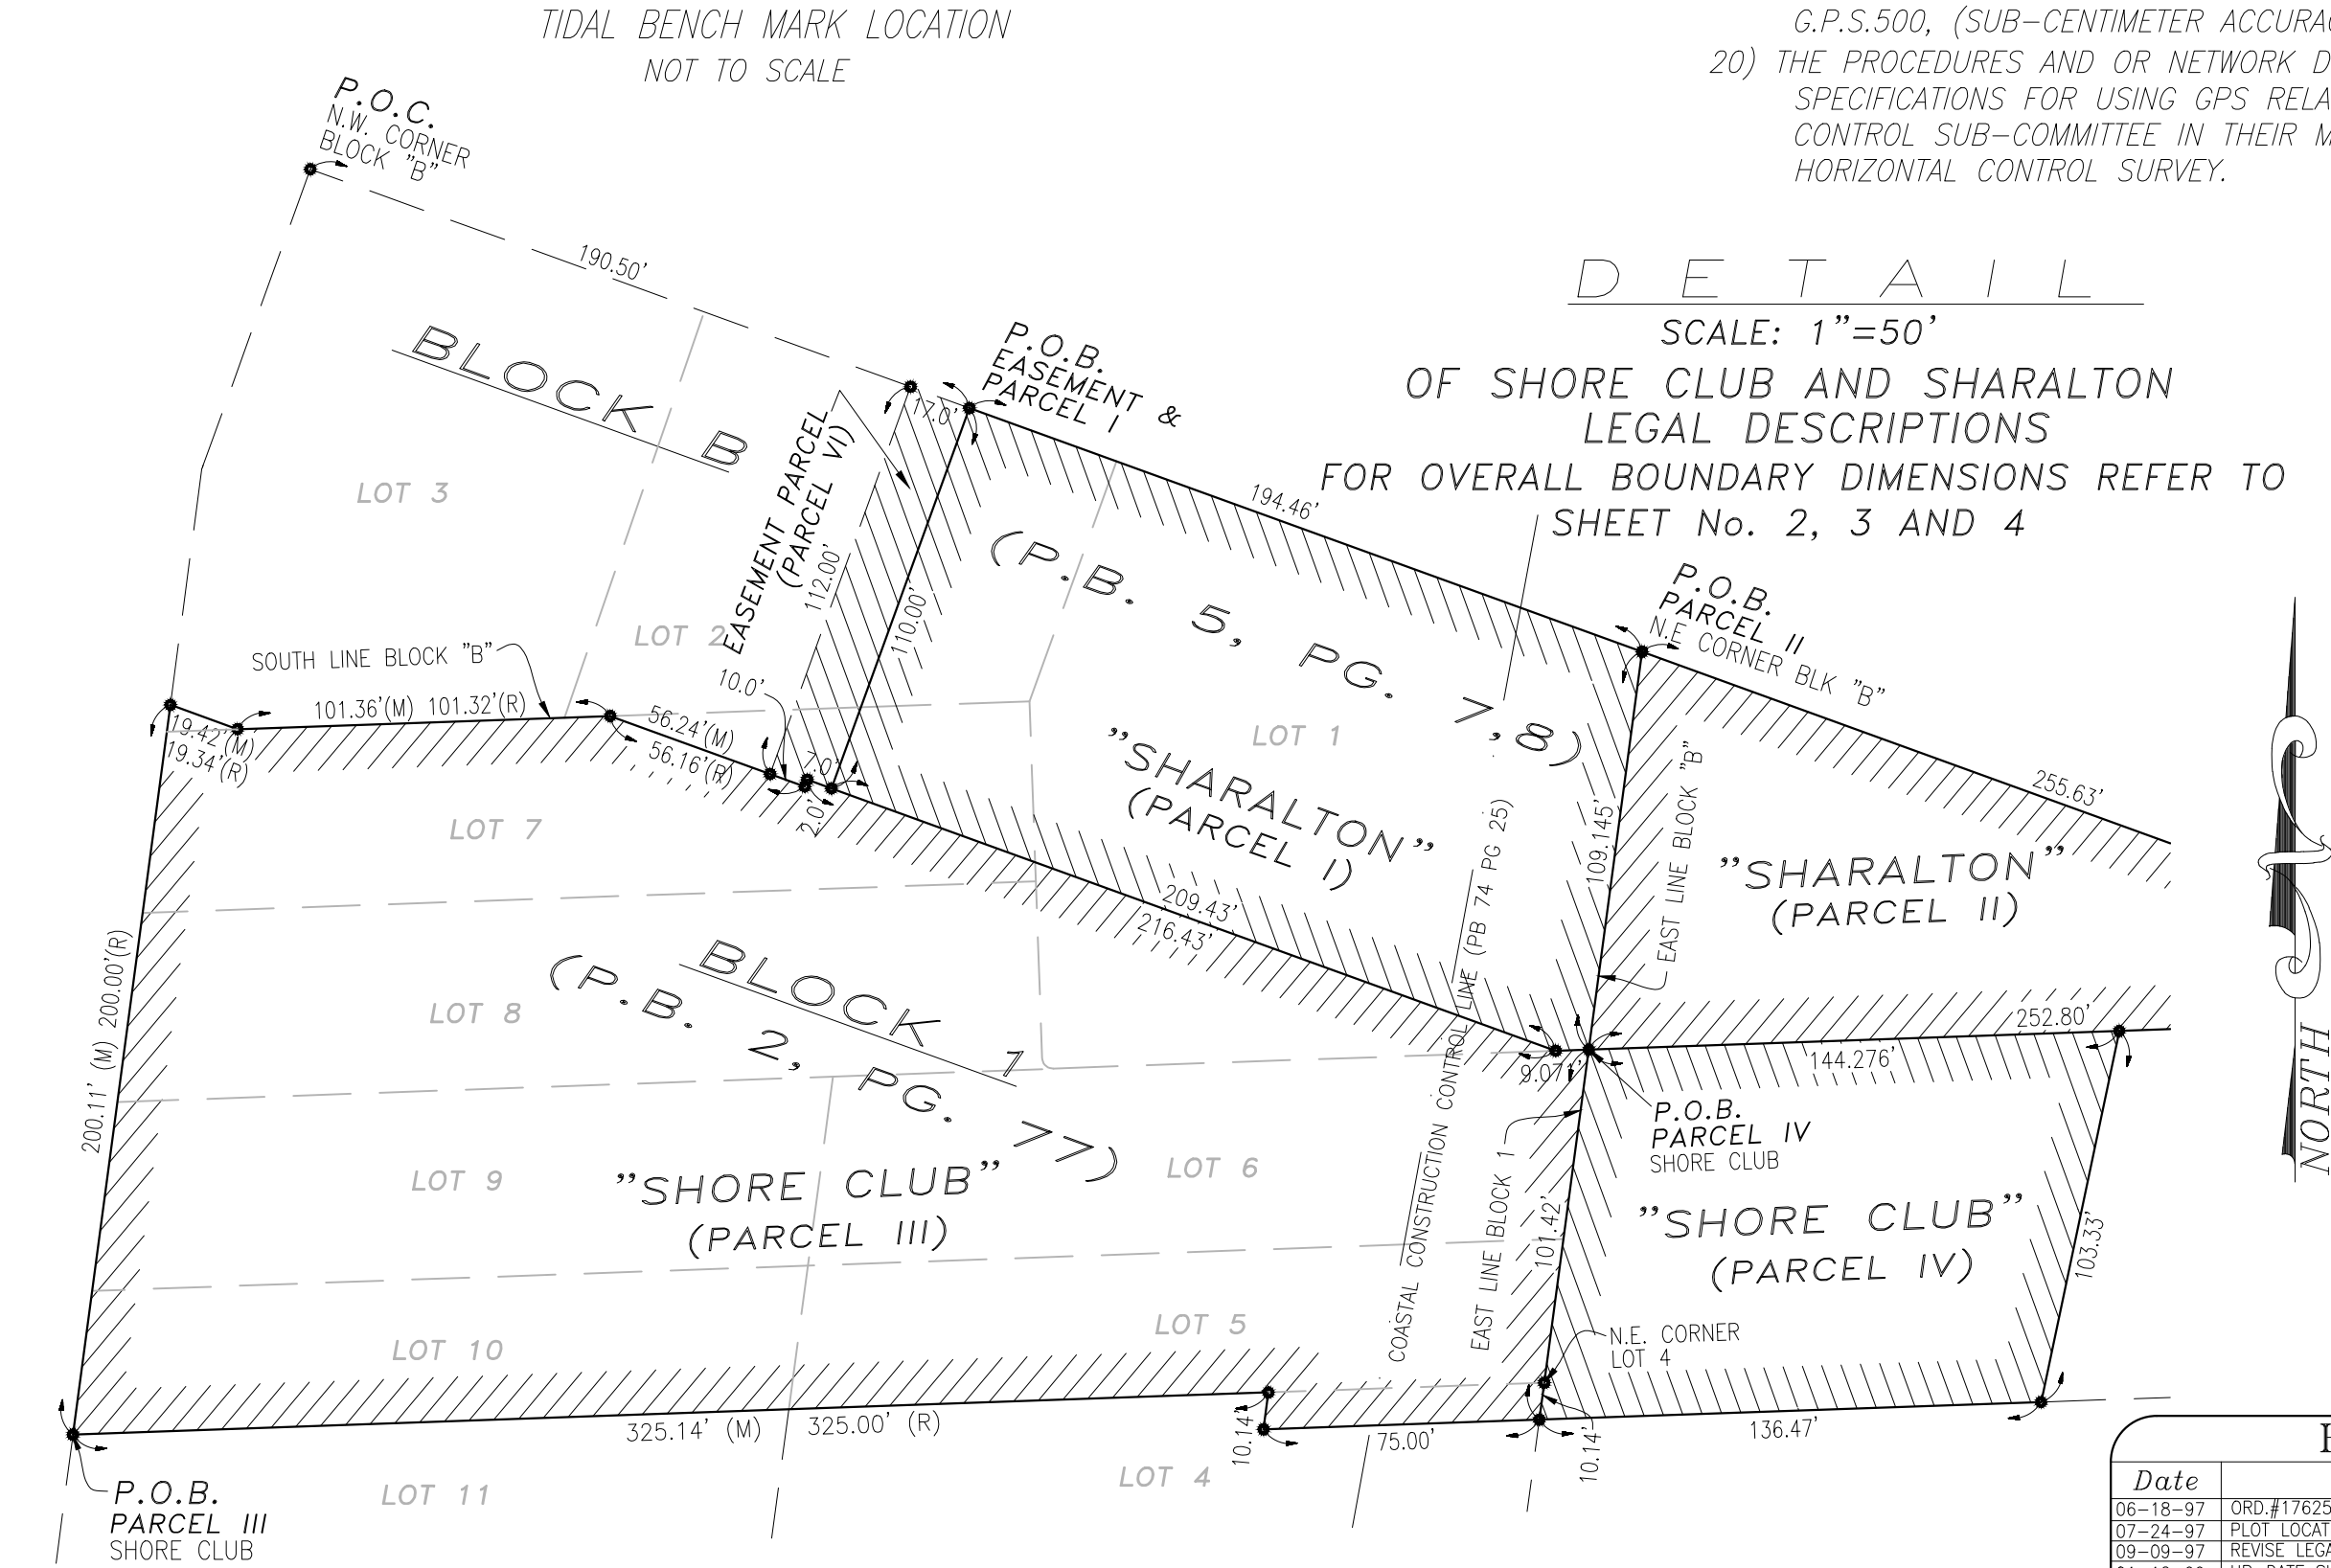 TIDAL BENCH MARK LOCATION
NOT TO SCALE
G.P.S.500, (SUB-CENTIMETER
20) THE PROCEDURES AND OR NETWORK
SPECIFICATIONS FOR USING GPS
CONTROL SUB-COMMITTEE IN THEIR
HORIZONTAL CONTROL SURVEY.
P.O.C.
N.W. CORNER
BLOCK "B"
190.50'
DETAIL
SCALE: 1"=50'
OF SHORE CLUB AND SHARALTON
LEGAL DESCRIPTIONS
FOR OVERALL BOUNDARY DIMENSIONS REFER TO
SHEET No. 2, 3 AND 4
BLOCK B
P.O.B.
EASEMENT &
PARCEL I
17.0'
EASEMENT PARCEL
(PARCEL VI)
112.00'
110.00'
194.46'
LOT 3
LOT 2
(P.B. 5, PG. 7,8)
P.O.B.
PARCEL II
N.E CORNER BLK "B"
SOUTH LINE BLOCK "B"
101.36'(M) 101.32'(R)
19.42'(M)
19.34'(R)
56.24'(M)
56.16'(R)
10.0'
7.0'
2.0'
LOT 1
"SHARALTON"
(PARCEL I)
109.145'
EAST LINE BLOCK "B"
255.63'
"SHARALTON"
(PARCEL II)
LOT 7
209.43'
216.43'
COASTAL CONSTRUCTION CONTROL LINE (PB 74 PG 25)
BLOCK 1
(P.B. 2, PG. 77)
LOT 8
200.11' (M) 200.00'(R)
252.80'
144.276'
9.071'
P.O.B.
PARCEL IV
SHORE CLUB
LOT 9
LOT 6
"SHORE CLUB"
(PARCEL III)
EAST LINE BLOCK 1
101.42'
"SHORE CLUB"
(PARCEL IV)
103.33'
LOT 10
LOT 5
N.E. CORNER
LOT 4
325.14' (M) 325.00' (R)
10.14'
75.00'
10.14'
136.47'
LOT 11
LOT 4
P.O.B.
PARCEL III
SHORE CLUB
NORTH
Date
06-18-97 ORD.#17625
07-24-97 PLOT
09-09-97 REVISE